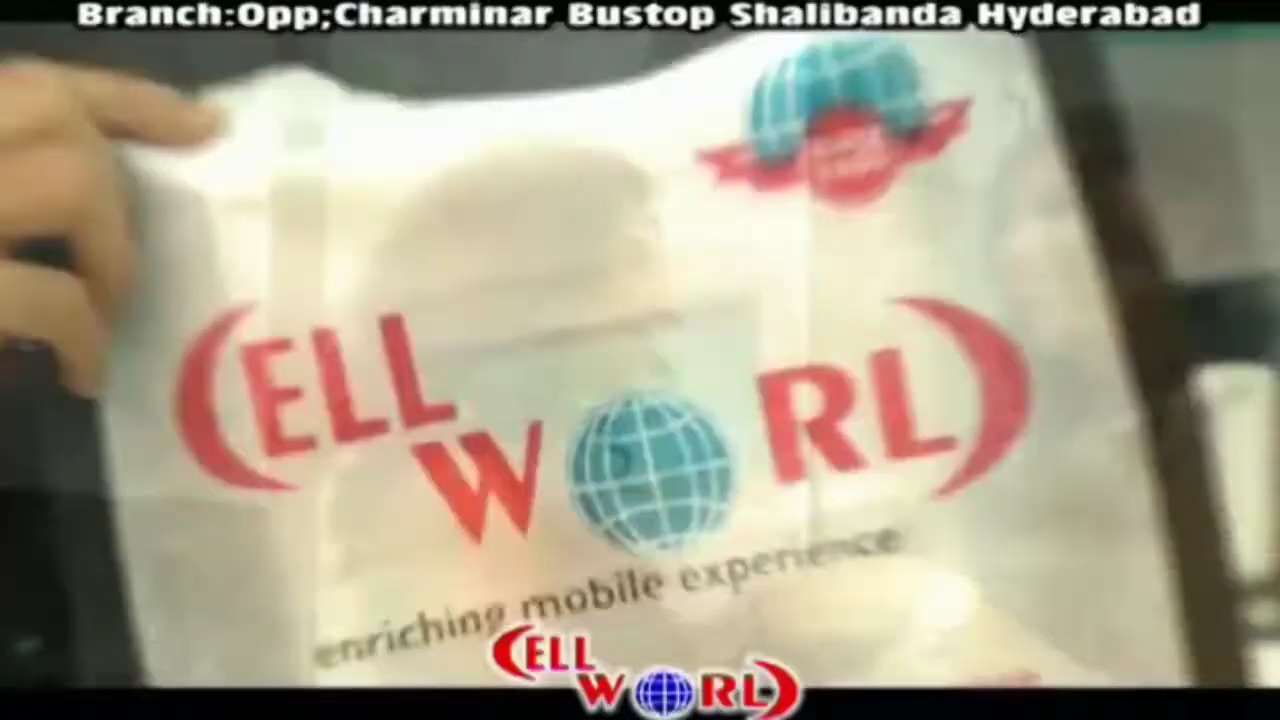 Branch:Opp;Charminar Bustop Shalibanda Hyderabad
CELL
WORLD
enriching mobile experience
CELL
WORLD